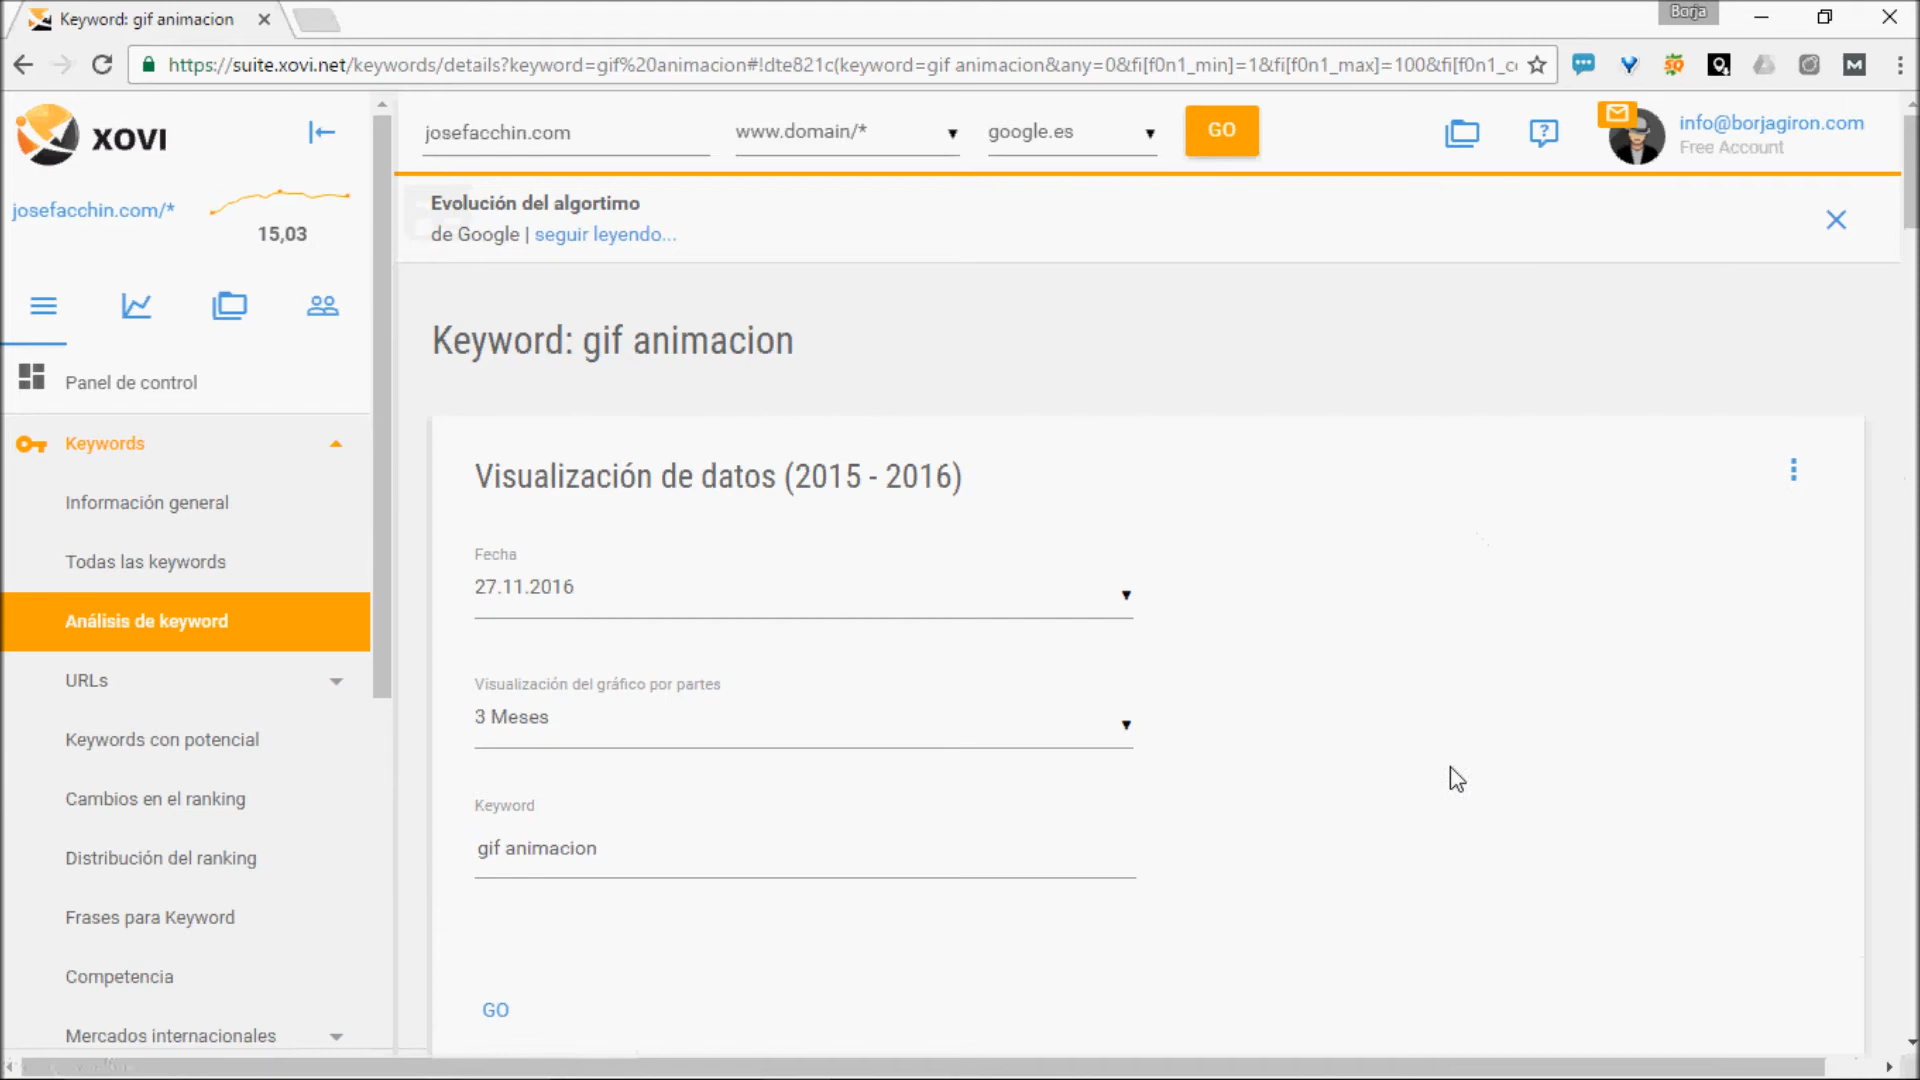 Keyword: gif animacion
Borja
https://suite.xovi.net/keywords/details?keyword=gif%20animacion#!dte821c(keyword=gif animacion&any=0&fi[f0n1_min]=1&fi[f0n1_max]=100&fi[f0n1_c
XOVI
josefacchin.com
www.domain/*
google.es
GO
info@borjagiron.com
Free Account
josefacchin.com/*
15,03
Evolución del algortimo
de Google | seguir leyendo...
Keyword: gif animacion
Panel de control
Keywords
Información general
Todas las keywords
Análisis de keyword
URLs
Keywords con potencial
Cambios en el ranking
Distribución del ranking
Frases para Keyword
Competencia
Mercados internacionales
Visualización de datos (2015 - 2016)
Fecha
27.11.2016
Visualización del gráfico por partes
3 Meses
Keyword
gif animacion
GO